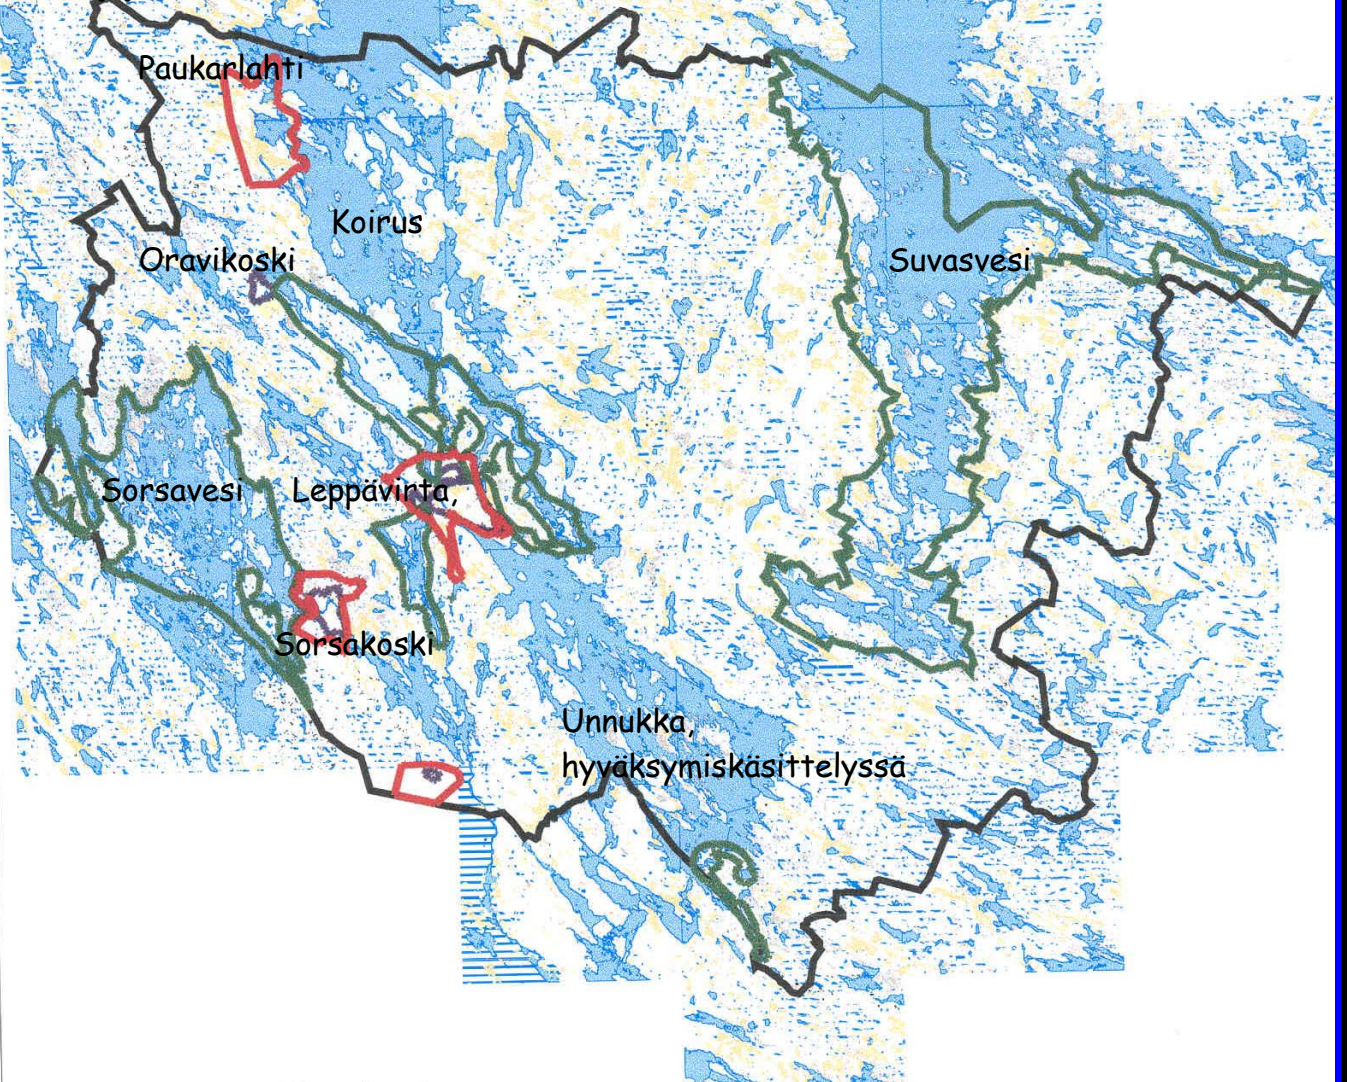 Paukarlahti
Koirus
Oravikoski
Suvasvesi
Sorsavesi
Leppävirta,
Sorsakoski
Unnukka,
hyväksymiskäsittelyssä